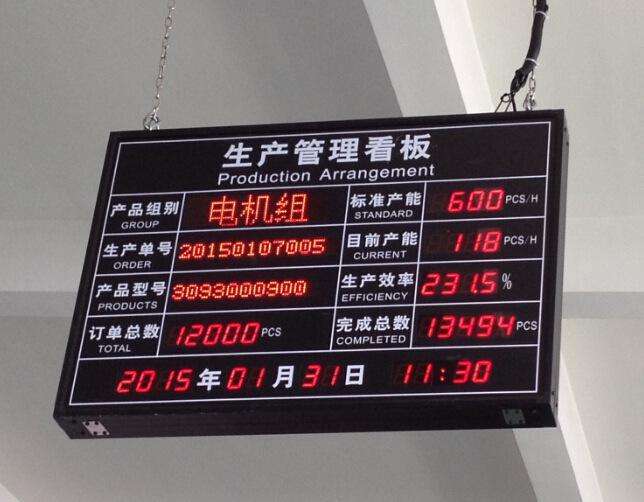 生产管理看板
Production Arrangement
产品组别 电机组 标准产能 600 PCS/H
GROUP STANDARD
生产单号 20150107005 目前产能 118 PCS/H
ORDER CURRENT
产品型号 3093000900 生产效率 231.5 %
PRODUCTS EFFICIENCY
订单总数 12000 PCS 完成总数 13494 PCS
TOTAL COMPLETED
2015年01月31日 11:30